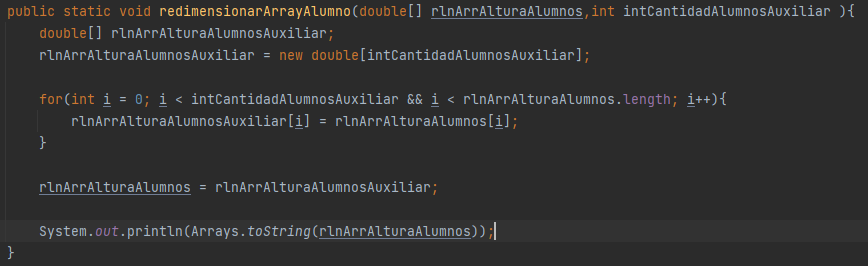 public static void redimensionarArrayAlumno(double[] rlnArrAlturaAlumnos,int intCantidadAlumnosAuxiliar ){
    double[] rlnArrAlturaAlumnosAuxiliar;
    rlnArrAlturaAlumnosAuxiliar = new double[intCantidadAlumnosAuxiliar];

    for(int i = 0; i < intCantidadAlumnosAuxiliar && i < rlnArrAlturaAlumnos.length; i++){
        rlnArrAlturaAlumnosAuxiliar[i] = rlnArrAlturaAlumnos[i];
    }

    rlnArrAlturaAlumnos = rlnArrAlturaAlumnosAuxiliar;

    System.out.println(Arrays.toString(rlnArrAlturaAlumnos));
}